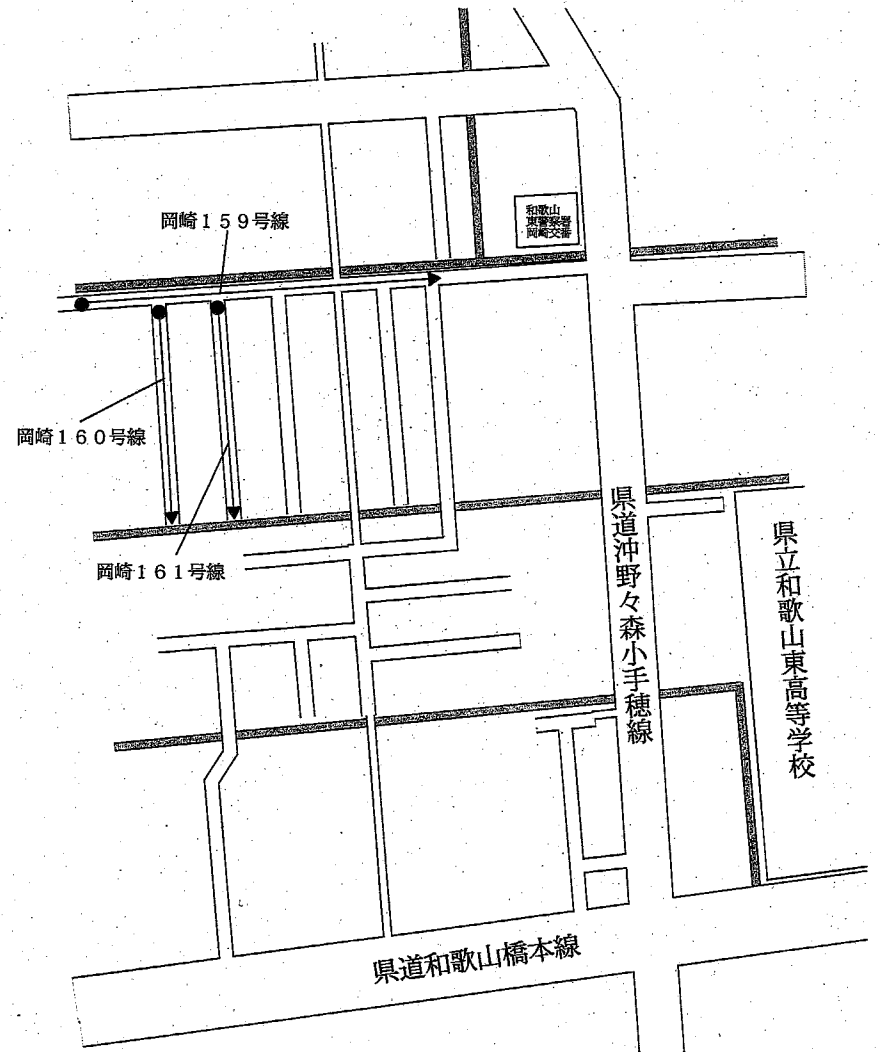 岡崎159号線
和歌山
東警察署
岡崎交番
岡崎160号線
岡崎161号線
県道沖野々森小手穂線
県立和歌山東高等学校
県道和歌山橋本線